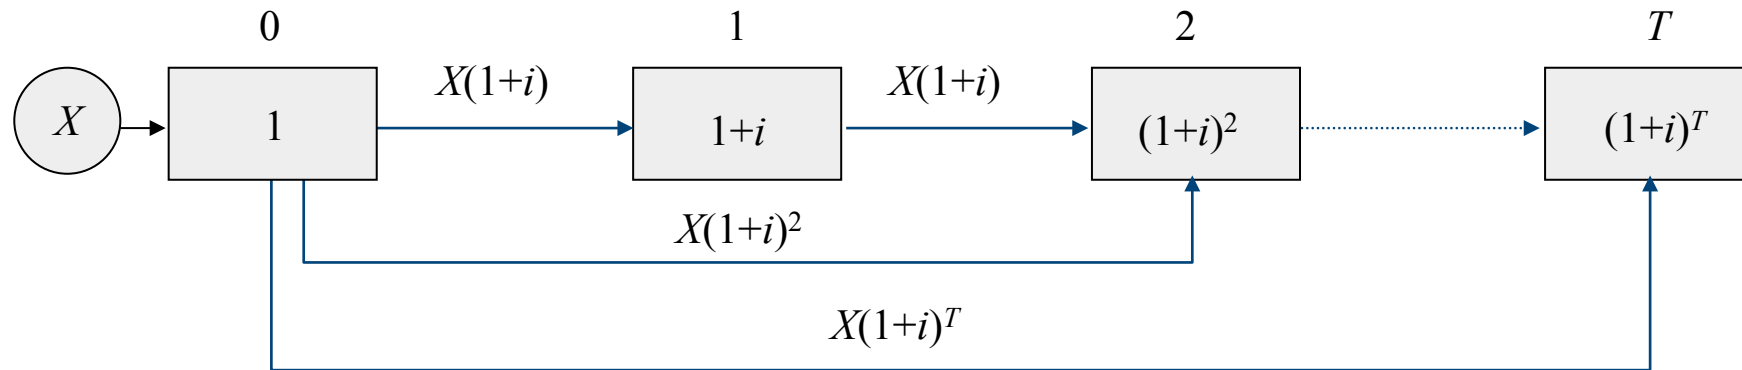 0 1 2 T
X(1+i) X(1+i)
X 1 1+i (1+i)² (1+i)ᵀ
X(1+i)²
X(1+i)ᵀ